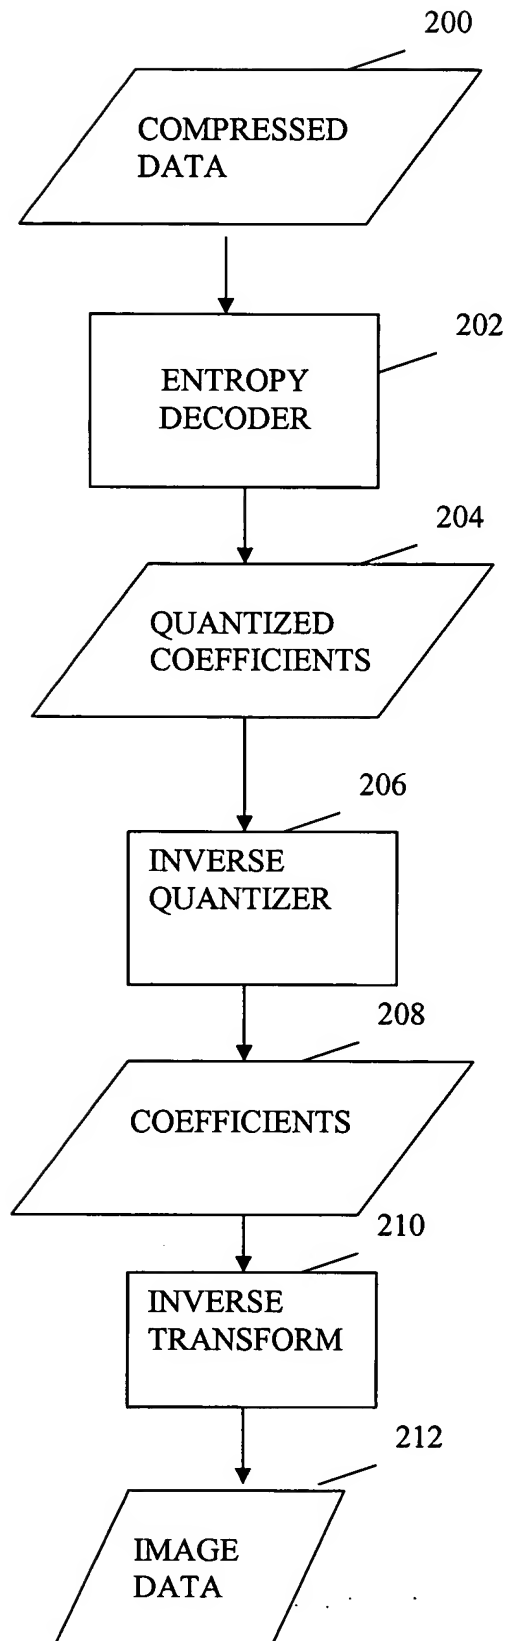 200
COMPRESSED
DATA
202
ENTROPY
DECODER
204
QUANTIZED
COEFFICIENTS
206
INVERSE
QUANTIZER
208
COEFFICIENTS
210
INVERSE
TRANSFORM
212
IMAGE
DATA